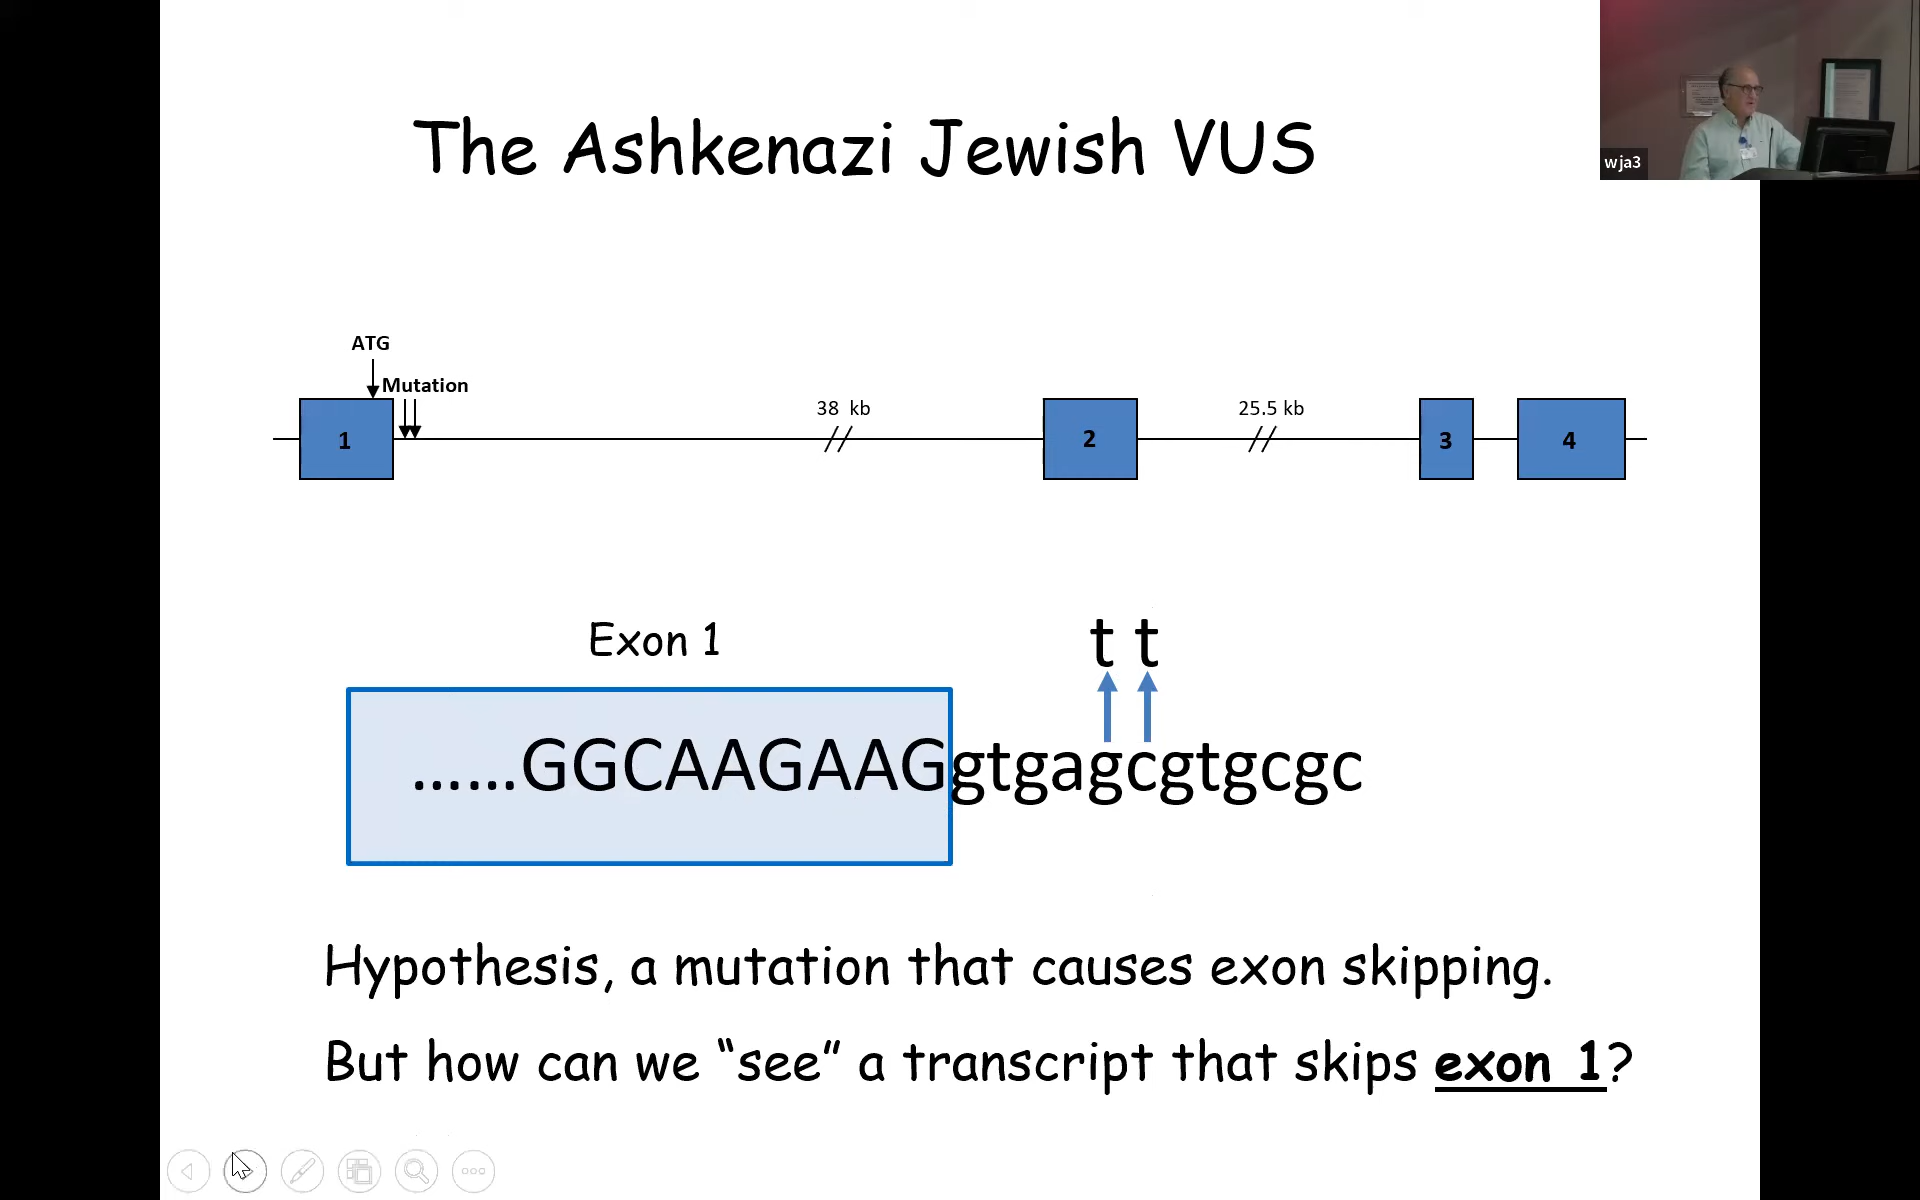 The Ashkenazi Jewish VUS
wja3
ATG
Mutation
38 kb
25.5 kb
1
2
3
4
Exon 1
t t
......GGCAAGAAGgtgagcgtgcgc
Hypothesis, a mutation that causes exon skipping.
But how can we “see” a transcript that skips exon 1?